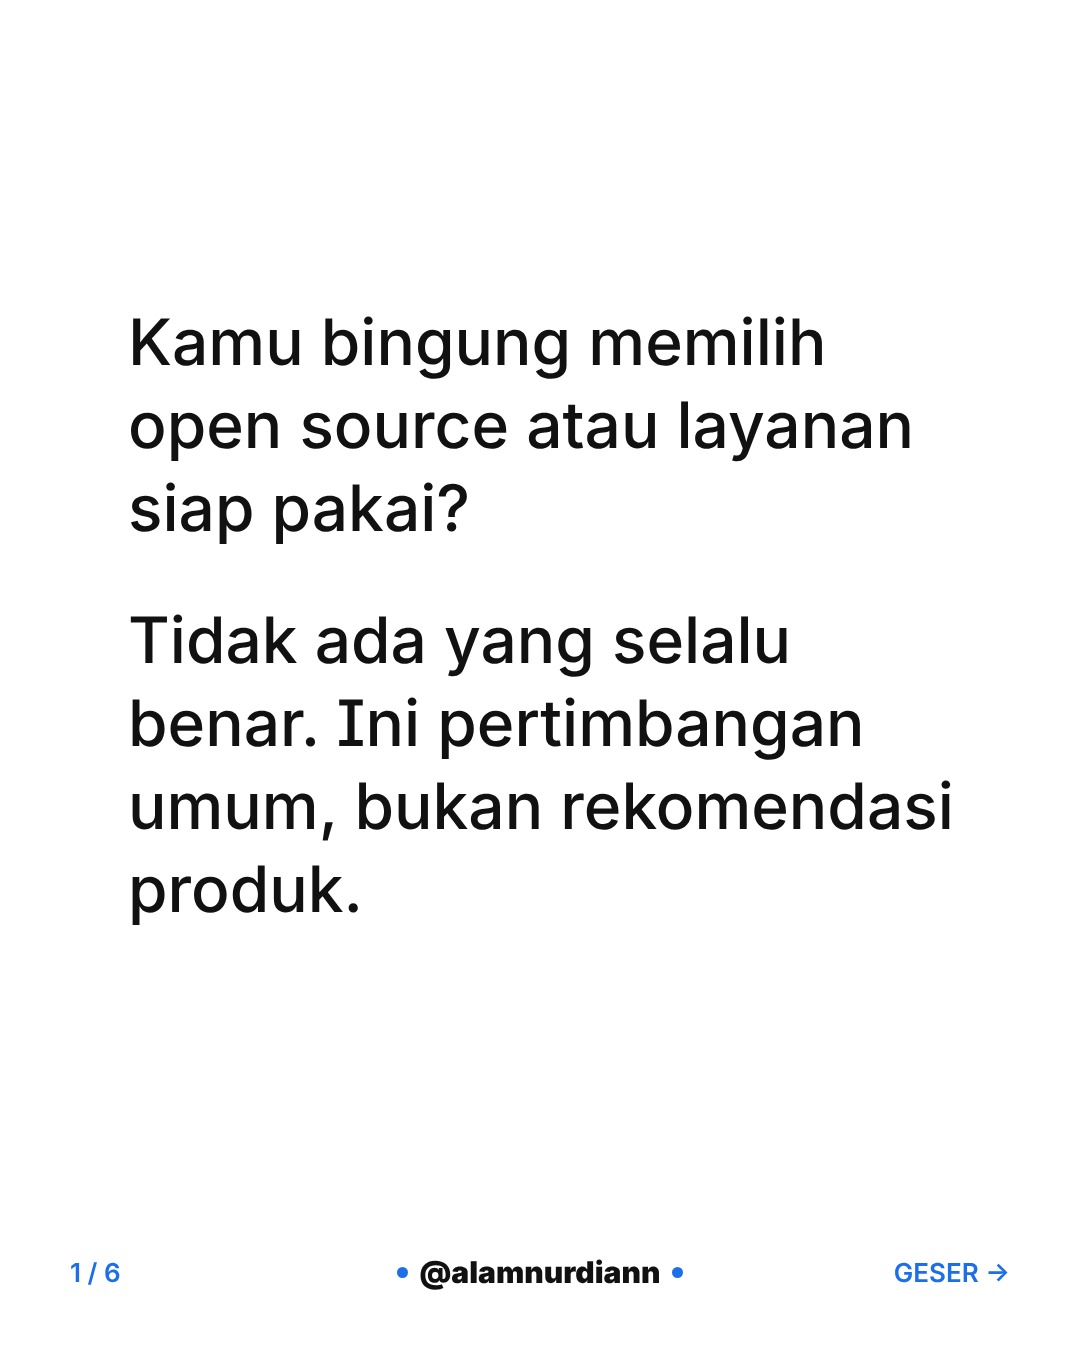 Kamu bingung memilih
open source atau layanan
siap pakai?
Tidak ada yang selalu
benar. Ini pertimbangan
umum, bukan rekomendasi
produk.
1 / 6
• @alamnurdiann •
GESER →